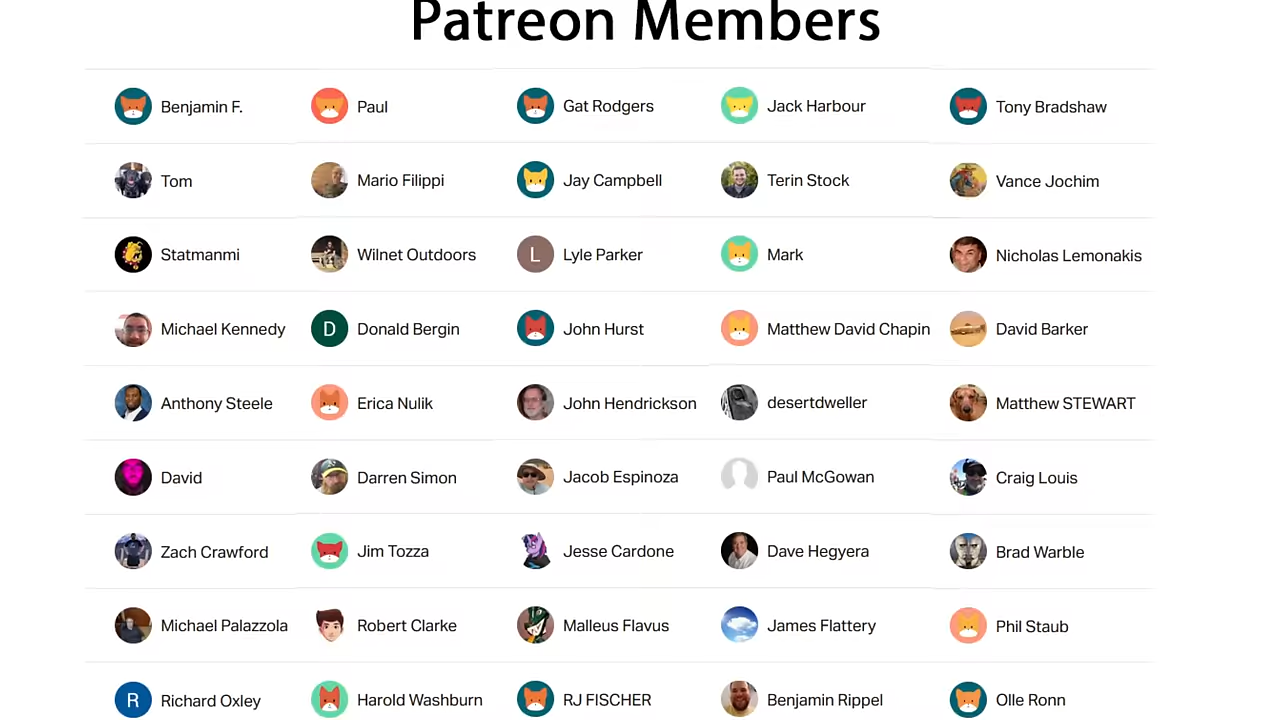 Patreon Members
Benjamin F. Paul Gat Rodgers Jack Harbour Tony Bradshaw
Tom Mario Filippi Jay Campbell Terin Stock Vance Jochim
Statmanmi Wilnet Outdoors L Lyle Parker Mark Nicholas Lemonakis
Michael Kennedy D Donald Bergin John Hurst Matthew David Chapin David Barker
Anthony Steele Erica Nulik John Hendrickson desertdweller Matthew STEWART
David Darren Simon Jacob Espinoza Paul McGowan Craig Louis
Zach Crawford Jim Tozza Jesse Cardone Dave Hegyera Brad Warble
Michael Palazzola Robert Clarke Malleus Flavus James Flattery Phil Staub
R Richard Oxley Harold Washburn RJ FISCHER Benjamin Rippel Olle Ronn